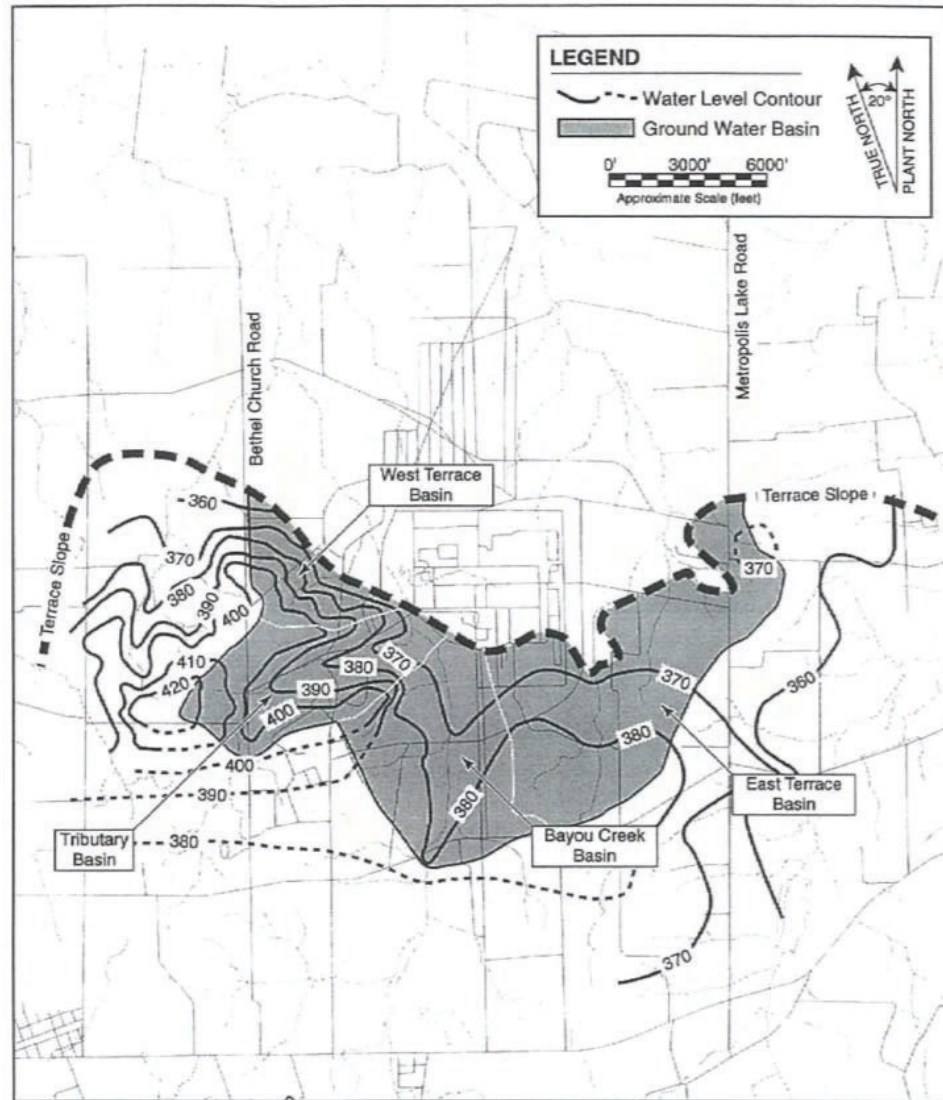 LEGEND
Water Level Contour
Ground Water Basin
0' 3000' 6000'
Approximate Scale (feet)
20°
TRUE NORTH
PLANT NORTH
Bethel Church Road
Metropolis Lake Road
West Terrace
Basin
Terrace Slope
Terrace Slope
360
370
380
390
400
410
420
380
370
390
400
400
390
380
370
380
380
370
360
370
East Terrace
Basin
Bayou Creek
Basin
Tributary
Basin